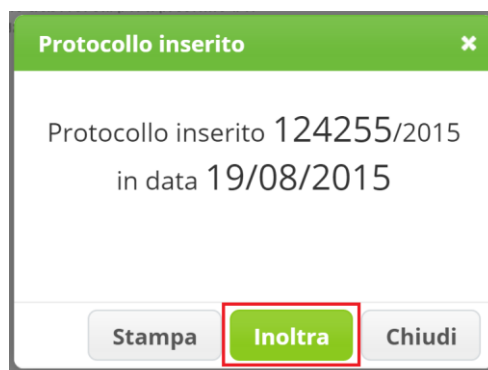 Protocollo inserito
Protocollo inserito 124255/2015
in data 19/08/2015
Stampa Inoltra Chiudi